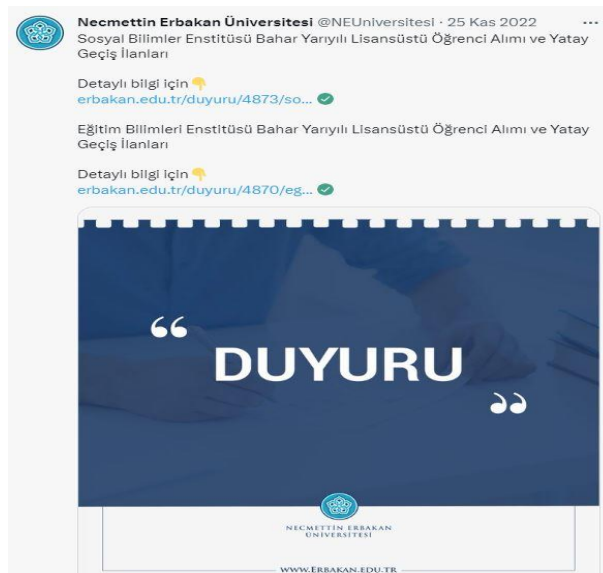 Necmettin Erbakan Üniversitesi @NEUniversitesi · 25 Kas 2022 ...
Sosyal Bilimler Enstitüsü Bahar Yarıyılı Lisansüstü Öğrenci Alımı ve Yatay
Geçiş İlanları
Detaylı bilgi için👇
erbakan.edu.tr/duyuru/4873/so...
Eğitim Bilimleri Enstitüsü Bahar Yarıyılı Lisansüstü Öğrenci Alımı ve Yatay
Geçiş İlanları
Detaylı bilgi için👇
erbakan.edu.tr/duyuru/4870/eg...
“
DUYURU
”
NECMETTİN ERBAKAN
ÜNİVERSİTESİ
WWW.ERBAKAN.EDU.TR